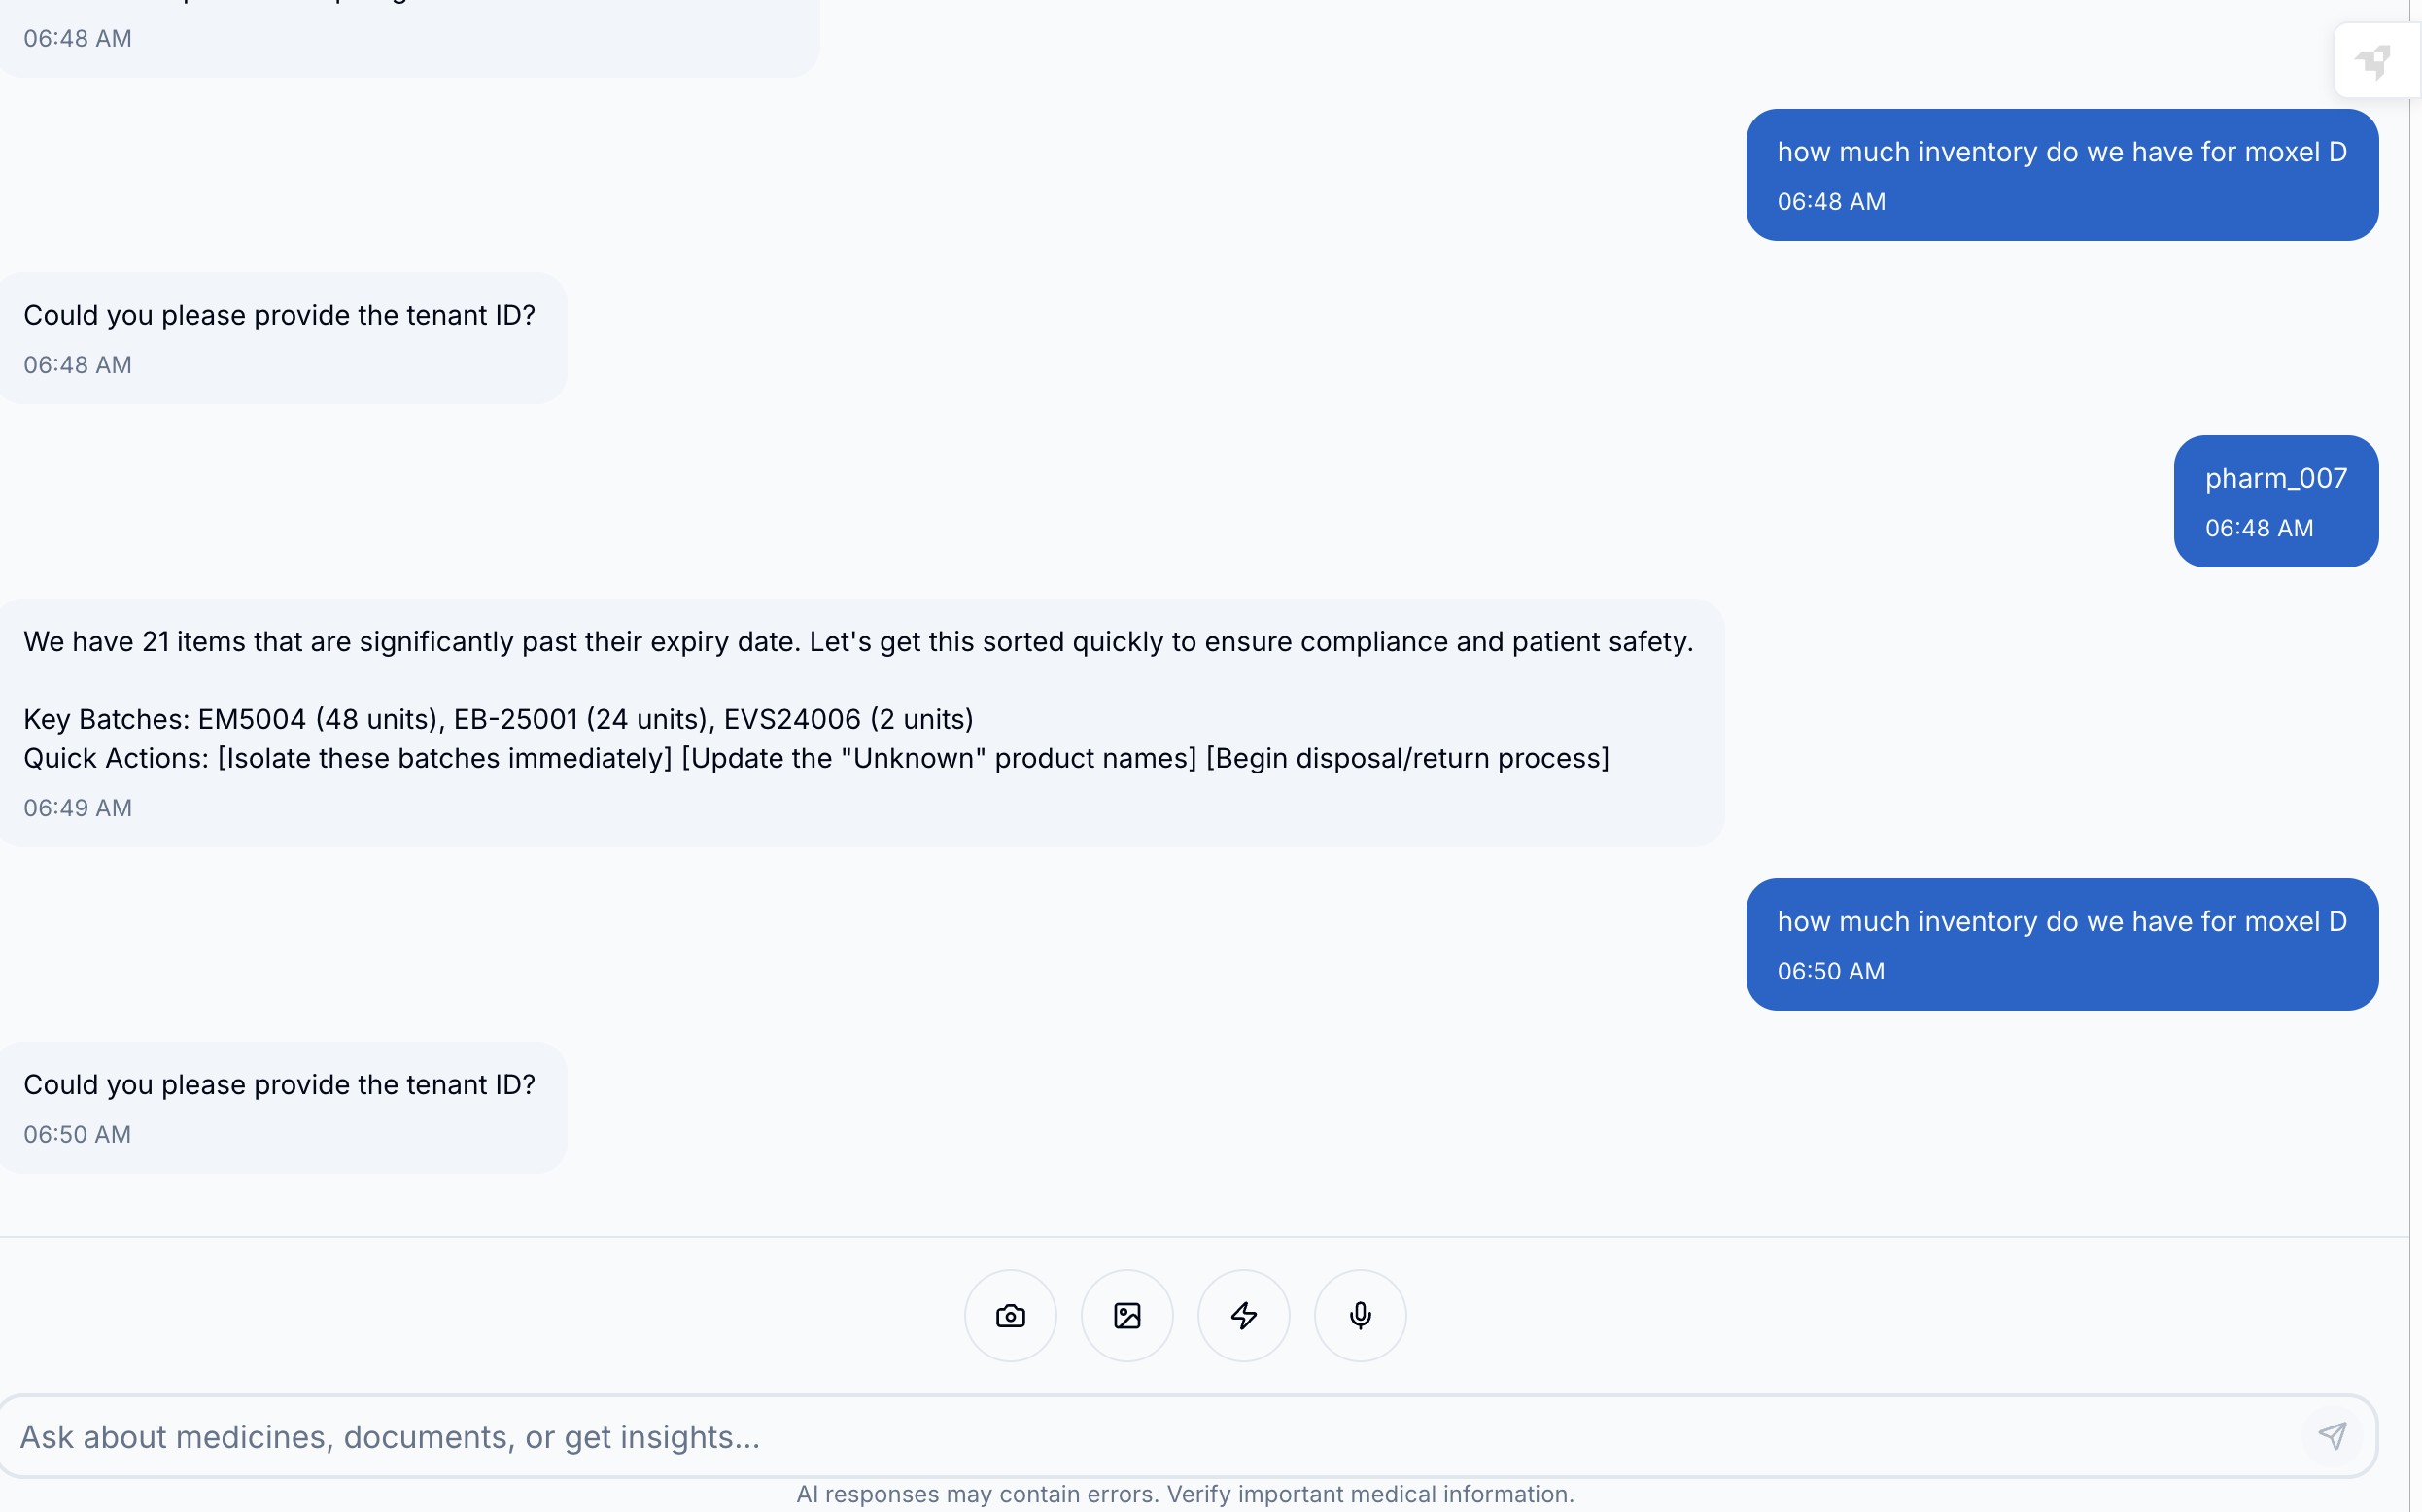 06:48 AM
how much inventory do we have for moxel D
06:48 AM
Could you please provide the tenant ID?
06:48 AM
pharm_007
06:48 AM
We have 21 items that are significantly past their expiry date. Let's get this sorted quickly to ensure compliance and patient safety.
Key Batches: EM5004 (48 units), EB-25001 (24 units), EVS24006 (2 units)
Quick Actions: [Isolate these batches immediately] [Update the "Unknown" product names] [Begin disposal/return process]
06:49 AM
how much inventory do we have for moxel D
06:50 AM
Could you please provide the tenant ID?
06:50 AM
Ask about medicines, documents, or get insights...
AI responses may contain errors. Verify important medical information.